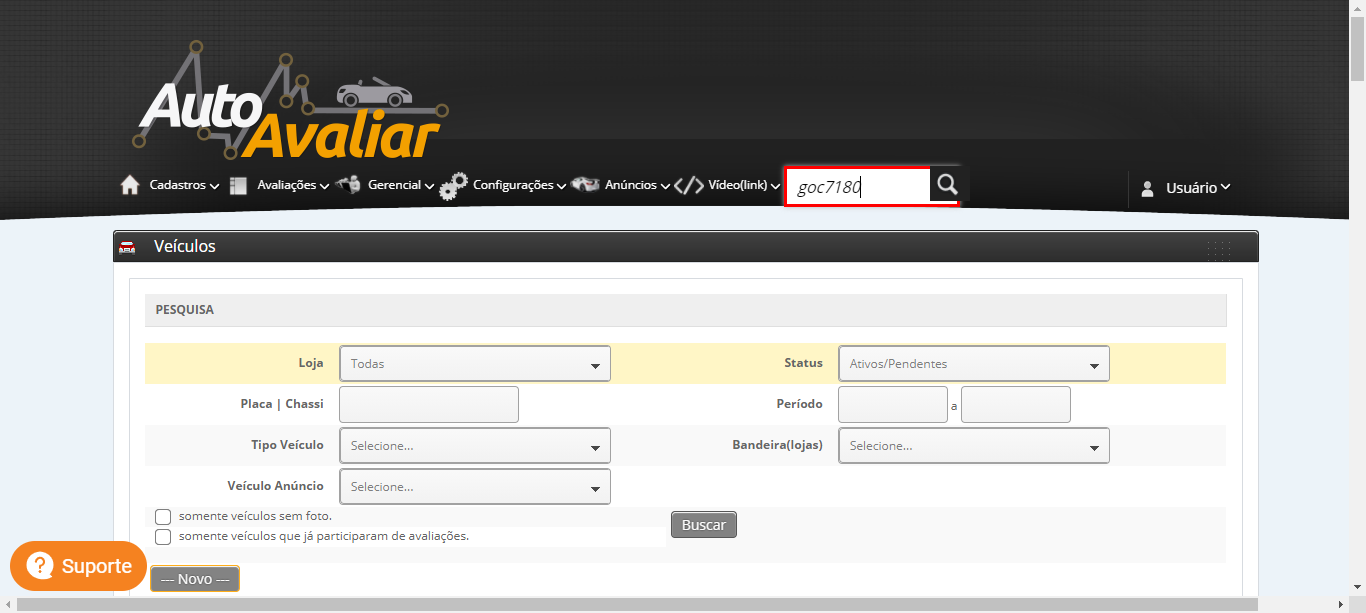 Auto
Avaliar
Cadastros Avaliações Gerencial Configurações Anúncios Vídeo(link) goc7180 Usuário
Veículos
PESQUISA
Loja Todas Status Ativos/Pendentes
Placa | Chassi Período a
Tipo Veículo Selecione... Bandeira(lojas) Selecione...
Veículo Anúncio Selecione...
somente veículos sem foto.
somente veículos que já participaram de avaliações.
Buscar
? Suporte
--- Novo ---